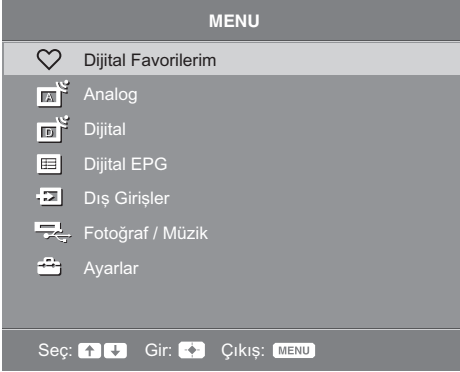 MENU
Dijital Favorilerim
A Analog
D Dijital
Dijital EPG
Dış Girişler
Fotoğraf / Müzik
Ayarlar
Seç: Gir: Çıkış: MENU